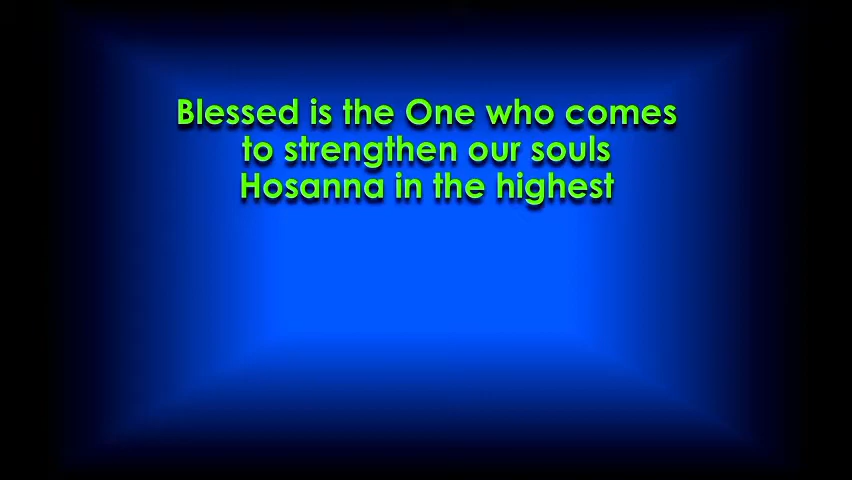 Blessed is the One who comes
to strengthen our souls
Hosanna in the highest